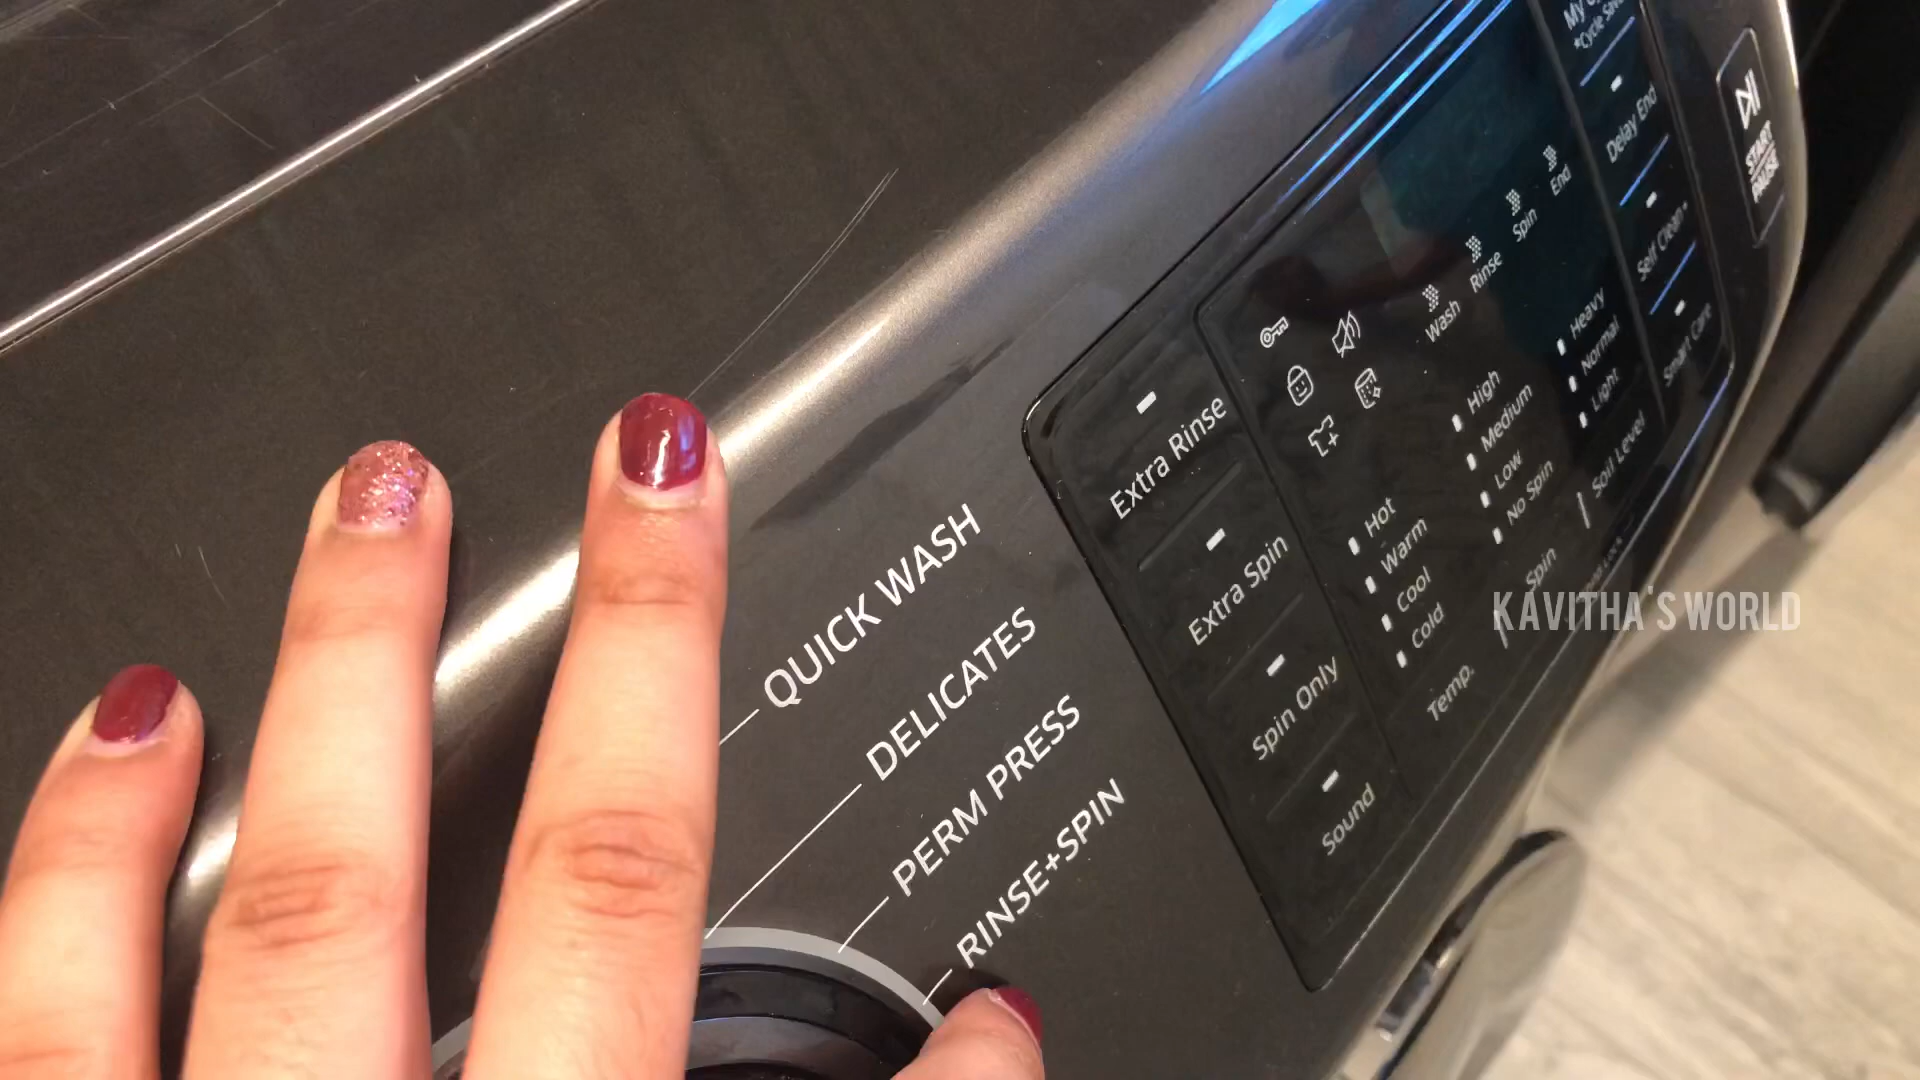 QUICK WASH
DELICATES
PERM PRESS
RINSE+SPIN
Extra Rinse
Extra Spin
Spin Only
Sound
Wash
Rinse
Spin
End
Hot
Warm
Cool
Cold
Temp.
High
Medium
Low
No Spin
Spin
Heavy
Normal
Light
Soil Level
My
*Cycle
Delay End
Self Clean+
Smart Care
START
PAUSE
KAVITHA'S WORLD